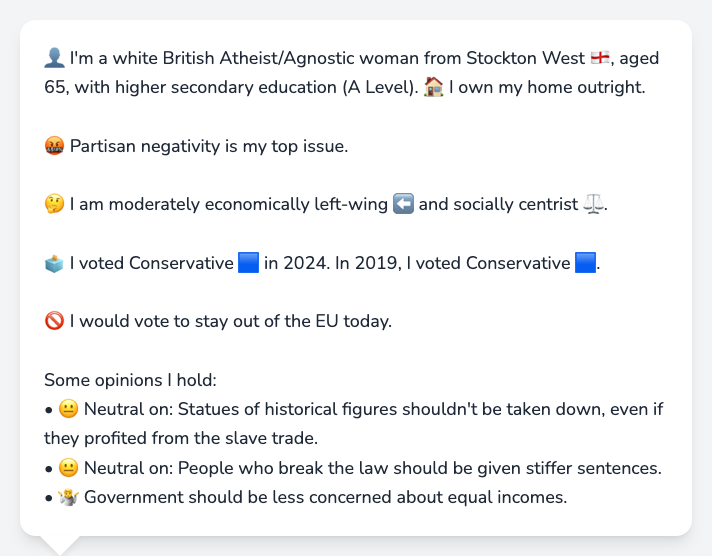 👤 I'm a white British Atheist/Agnostic woman from Stockton West 🏴󠁧󠁢󠁥󠁮󠁧󠁿, aged
65, with higher secondary education (A Level). 🏠 I own my home outright.
🤬 Partisan negativity is my top issue.
🤔 I am moderately economically left-wing ⬅️ and socially centrist ⚖️.
🗳️ I voted Conservative 🟦 in 2024. In 2019, I voted Conservative 🟦.
🚫 I would vote to stay out of the EU today.
Some opinions I hold:
• 😐 Neutral on: Statues of historical figures shouldn't be taken down, even if
they profited from the slave trade.
• 😐 Neutral on: People who break the law should be given stiffer sentences.
• 🤷 Government should be less concerned about equal incomes.